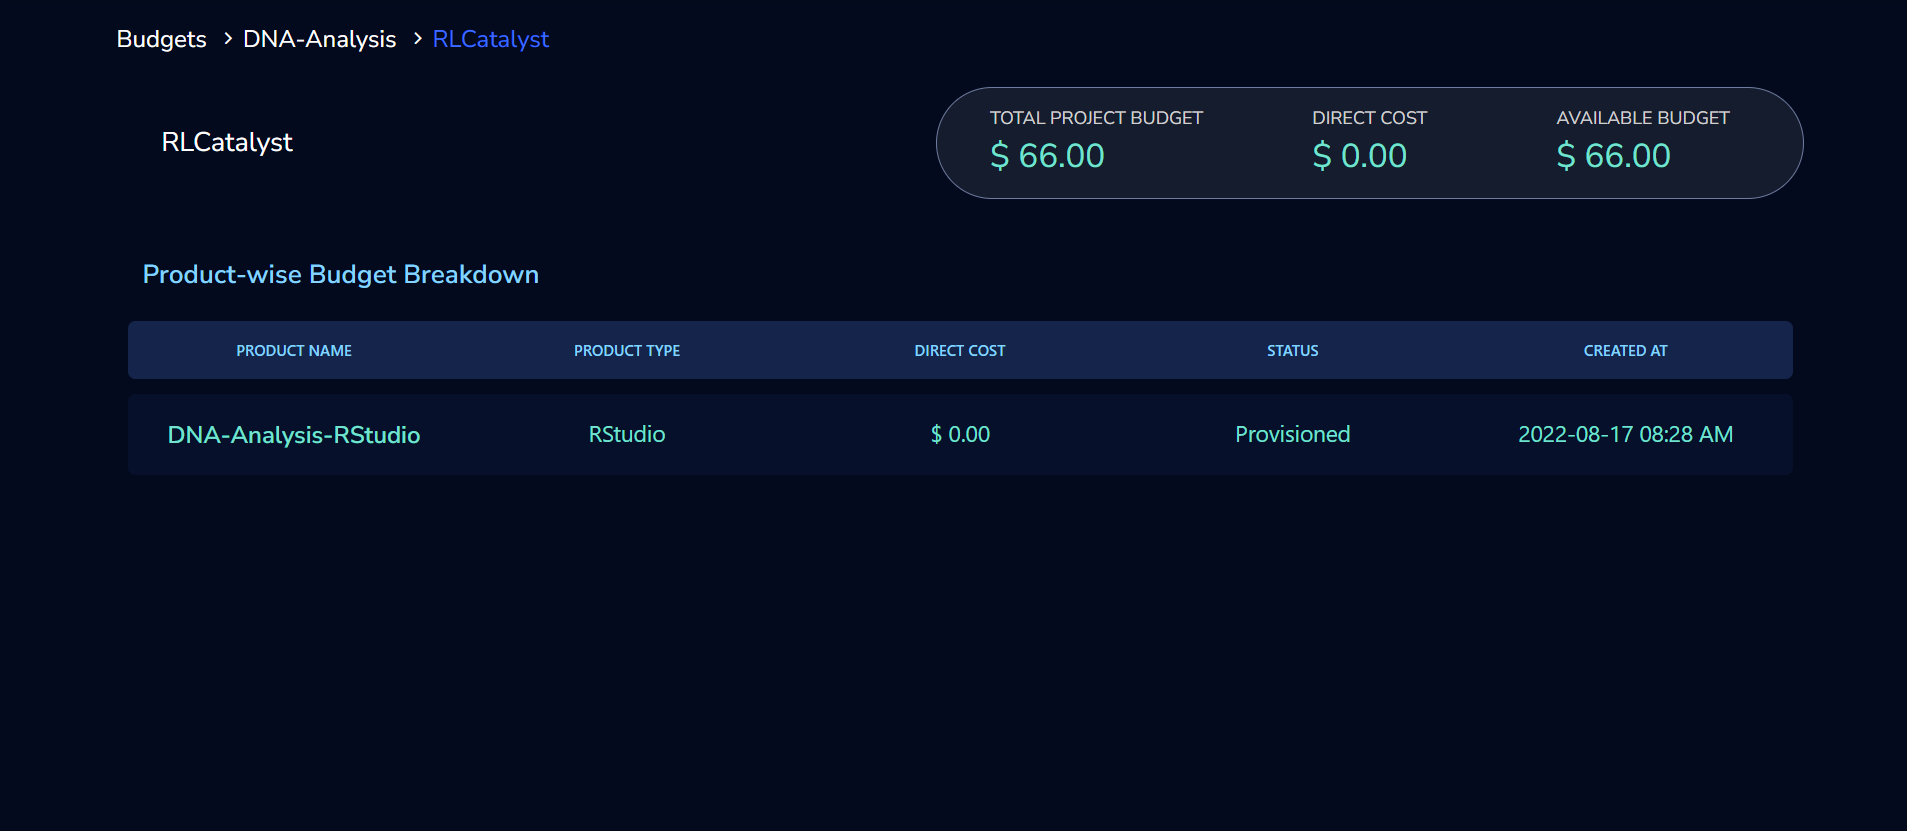 Budgets > DNA-Analysis > RLCatalyst
RLCatalyst
TOTAL PROJECT BUDGET DIRECT COST AVAILABLE BUDGET
$ 66.00 $ 0.00 $ 66.00
Product-wise Budget Breakdown
PRODUCT NAME PRODUCT TYPE DIRECT COST STATUS CREATED AT
DNA-Analysis-RStudio RStudio $ 0.00 Provisioned 2022-08-17 08:28 AM